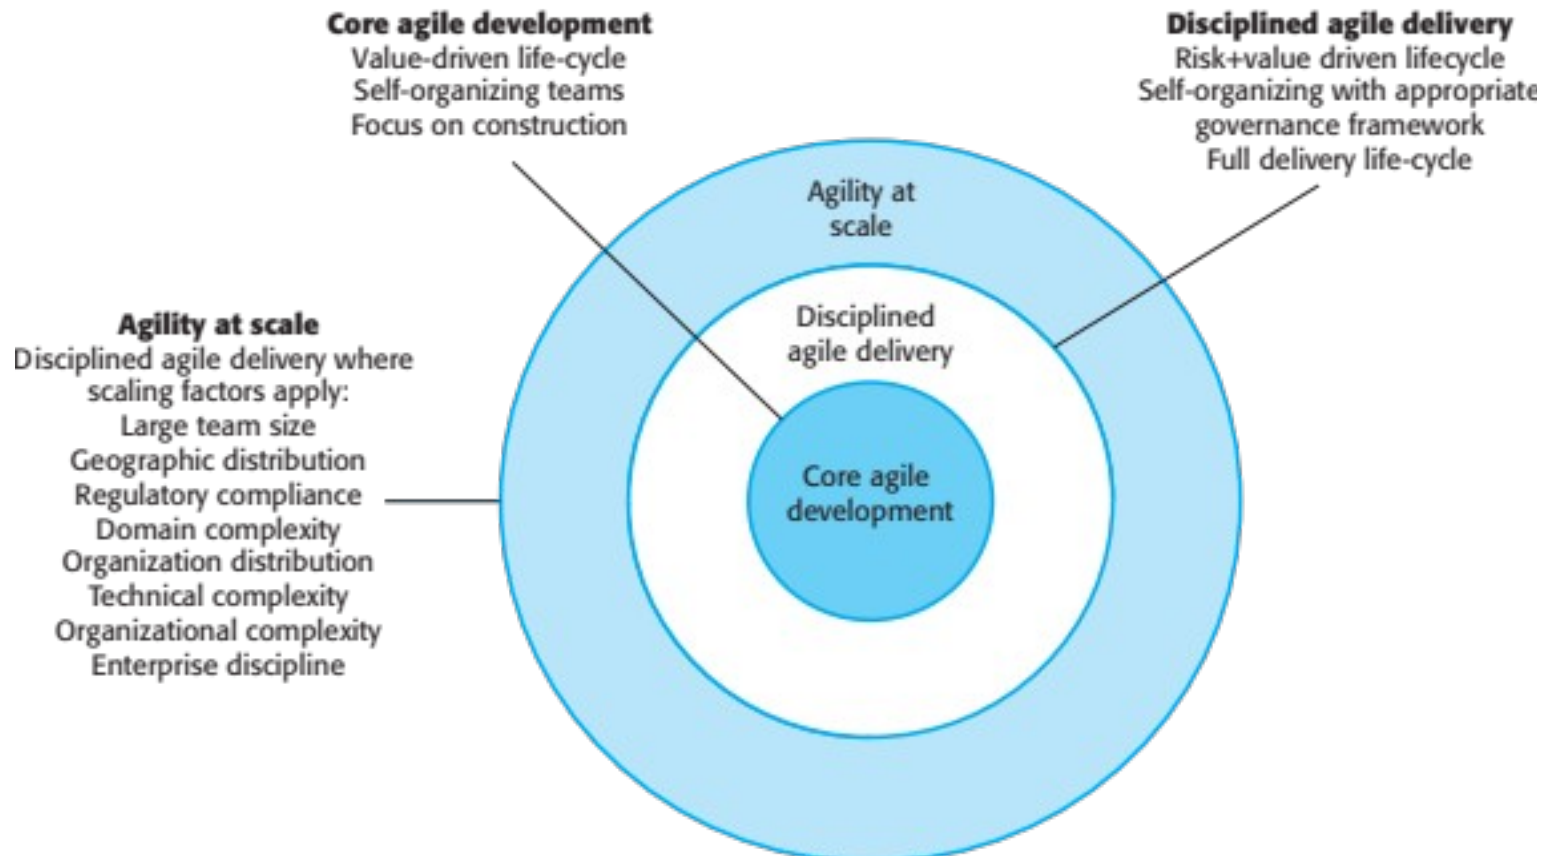 Core agile development
Value-driven life-cycle
Self-organizing teams
Focus on construction
Disciplined agile delivery
Risk+value driven lifecycle
Self-organizing with appropriate
governance framework
Full delivery life-cycle
Agility at scale
Disciplined agile delivery where
scaling factors apply:
Large team size
Geographic distribution
Regulatory compliance
Domain complexity
Organization distribution
Technical complexity
Organizational complexity
Enterprise discipline
Agility at
scale
Disciplined
agile delivery
Core agile
development